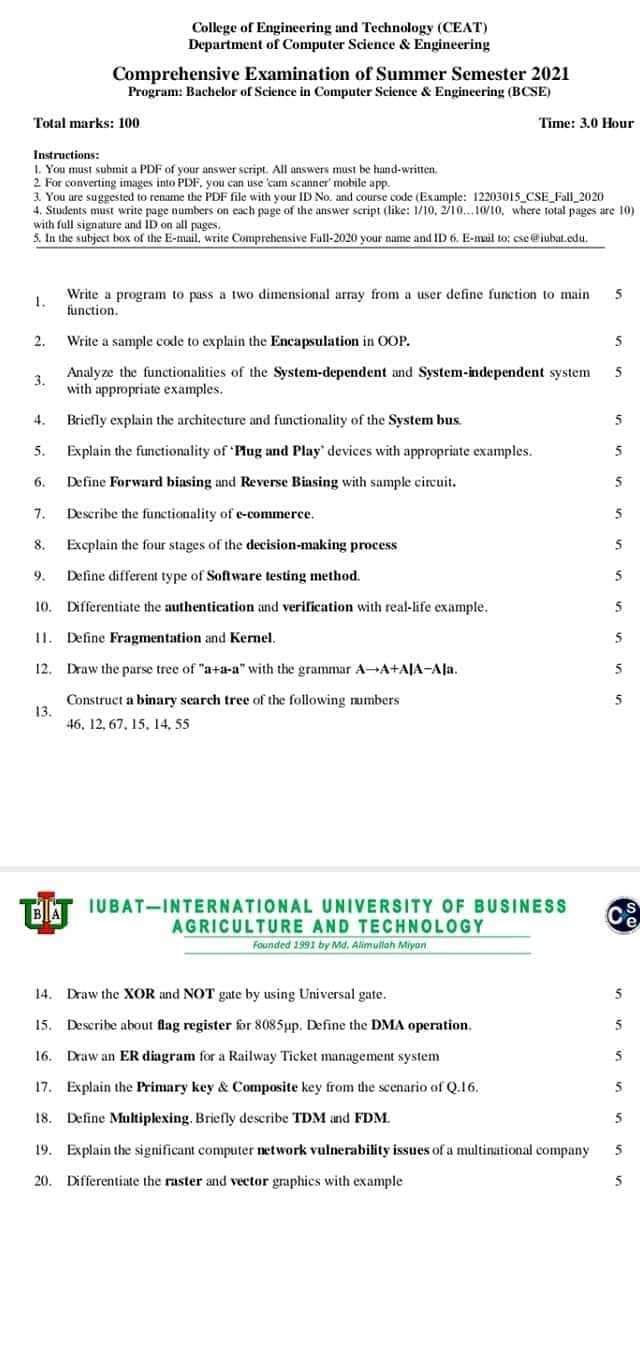 College of Engineering and Technology (CEAT)
Department of Computer Science & Engineering
Comprehensive Examination of Summer Semester 2021
Program: Bachelor of Science in Computer Science & Engineering (BCSE)
Total marks: 100 Time: 3.0 Hour
Instructions:
1. You must submit a PDF of your answer script. All answers must be hand-written.
2. For converting images into PDF, you can use 'cam scanner' mobile app.
3. You are suggested to rename the PDF file with your ID No. and course code (Example: 12203015_CSE_Fall_2020
4. Students must write page numbers on each page of the answer script (like: 1/10, 2/10…10/10, where total pages are 10)
with full signature and ID on all pages.
5. In the subject box of the E-mail, write Comprehensive Fall-2020 your name and ID 6. E-mail to: cse@iubat.edu.
1. Write a program to pass a two dimensional array from a user define function to main 5
function.
2. Write a sample code to explain the Encapsulation in OOP. 5
3. Analyze the functionalities of the System-dependent and System-independent system 5
with appropriate examples.
4. Briefly explain the architecture and functionality of the System bus. 5
5. Explain the functionality of ‘Plug and Play’ devices with appropriate examples. 5
6. Define Forward biasing and Reverse Biasing with sample circuit. 5
7. Describe the functionality of e-commerce. 5
8. Excplain the four stages of the decision-making process 5
9. Define different type of Software testing method. 5
10. Differentiate the authentication and verification with real-life example. 5
11. Define Fragmentation and Kernel. 5
12. Draw the parse tree of "a+a-a" with the grammar A→A+A|A−A|a. 5
13. Construct a binary search tree of the following numbers 5
46, 12, 67, 15, 14, 55
IUBAT
IUBAT—INTERNATIONAL UNIVERSITY OF BUSINESS
AGRICULTURE AND TECHNOLOGY
Founded 1991 by Md. Alimullah Miyan
Cse
14. Draw the XOR and NOT gate by using Universal gate. 5
15. Describe about flag register for 8085µp. Define the DMA operation. 5
16. Draw an ER diagram for a Railway Ticket management system 5
17. Explain the Primary key & Composite key from the scenario of Q.16. 5
18. Define Multiplexing. Briefly describe TDM and FDM. 5
19. Explain the significant computer network vulnerability issues of a multinational company 5
20. Differentiate the raster and vector graphics with example 5